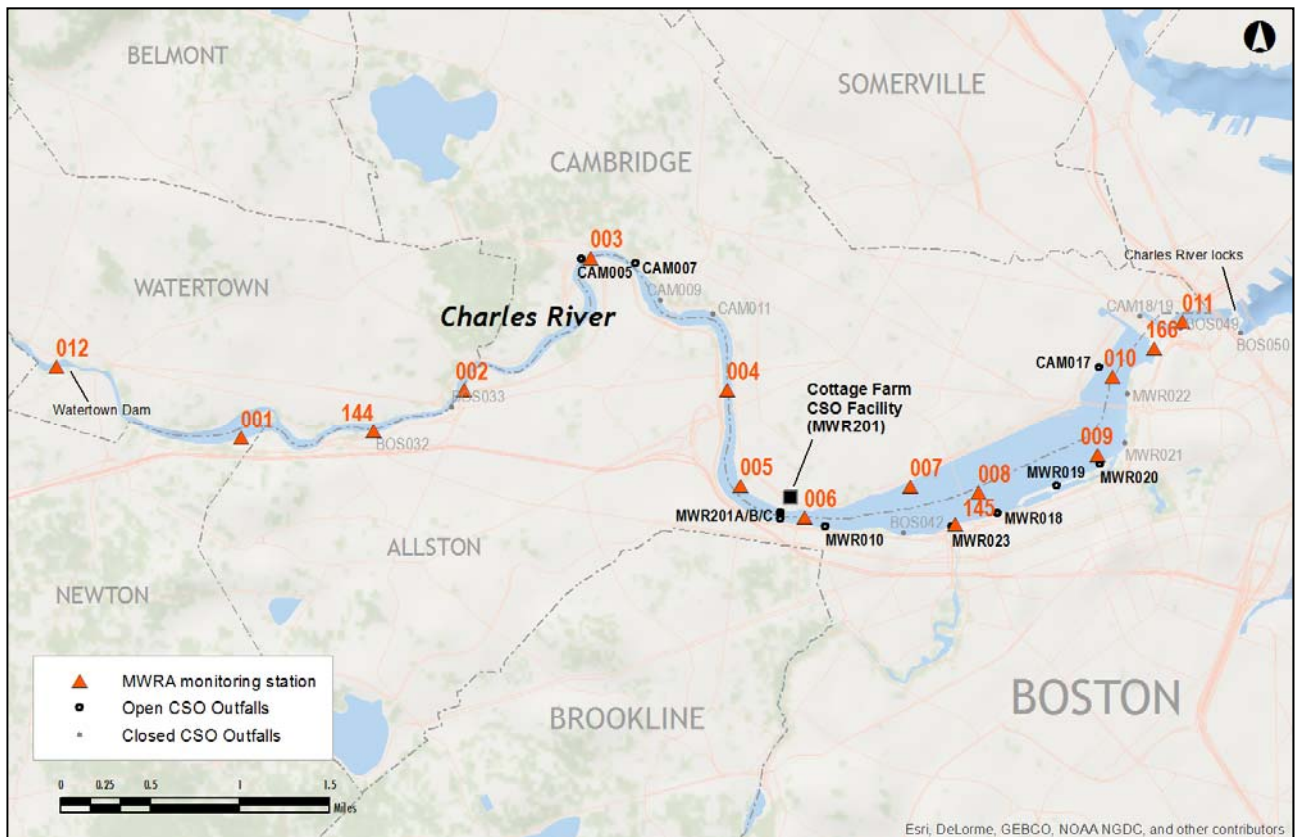 BELMONT
SOMERVILLE
CAMBRIDGE
003
CAM005
CAM007
Charles River locks
WATERTOWN
CAM009
CAM011
CAM18/19
011
BOS049
Charles River
166
BOS050
012
010
CAM017
002
004
Cottage Farm
CSO Facility
(MWR201)
MWR022
Watertown Dam
BOS033
001
144
BOS032
009
MWR021
MWR020
005
007
008
MWR019
006
MWR201A/B/C
145
MWR018
MWR010
BOS042
MWR023
ALLSTON
NEWTON
MWRA monitoring station
Open CSO Outfalls
Closed CSO Outfalls
BROOKLINE
BOSTON
0 0.25 0.5 1 1.5
Miles
Esri, DeLorme, GEBCO, NOAA NGDC, and other contributors